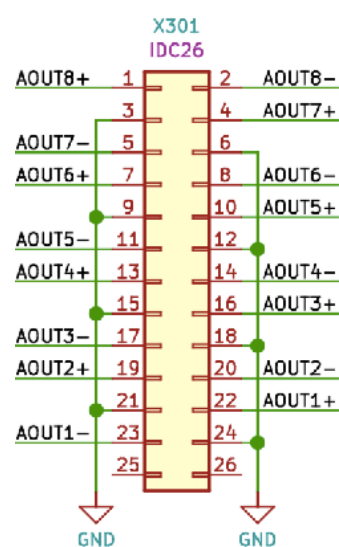 X301
IDC26
AOUT8+ 1 2 AOUT8-
3 4 AOUT7+
AOUT7- 5 6
AOUT6+ 7 8 AOUT6-
9 10 AOUT5+
AOUT5- 11 12
AOUT4+ 13 14 AOUT4-
15 16 AOUT3+
AOUT3- 17 18
AOUT2+ 19 20 AOUT2-
21 22 AOUT1+
AOUT1- 23 24
25 26
GND GND